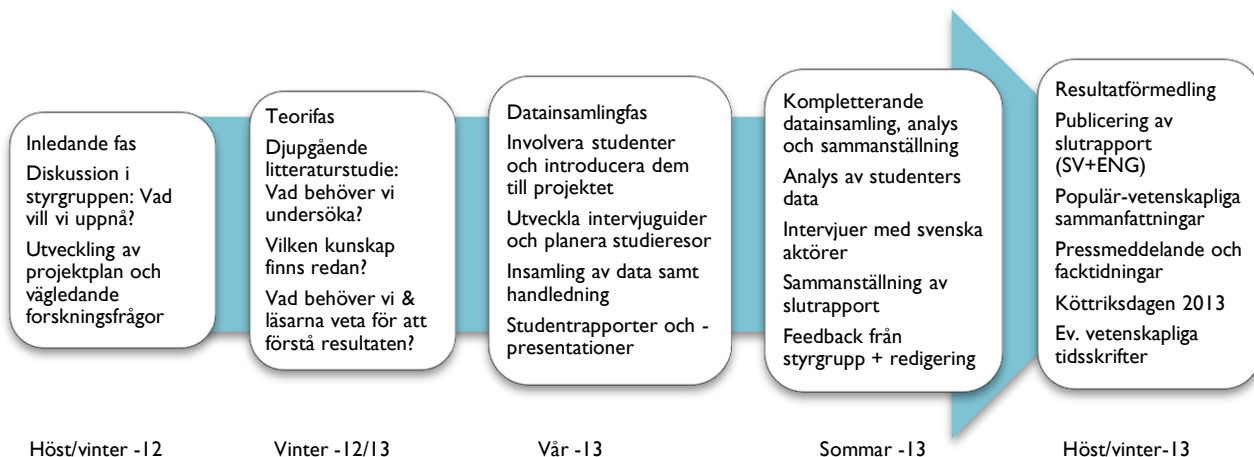 Inledande fas
Diskussion i
styrgruppen: Vad
vill vi uppnå?
Utveckling av
projektplan och
vägledande
forskningsfrågor
Teorifas
Djupgående
litteraturstudie:
Vad behöver vi
undersöka?
Vilken kunskap
finns redan?
Vad behöver vi &
läsarna veta för att
förstå resultaten?
Datainsamlingfas
Involvera studenter
och introducera dem
till projektet
Utveckla intervjuguider
och planera studieresor
Insamling av data samt
handledning
Studentrapporter och -
presentationer
Kompletterande
datainsamling, analys
och sammanställning
Analys av studenters
data
Intervjuer med svenska
aktörer
Sammanställning av
slutrapport
Feedback från
styrgrupp + redigering
Resultatförmedling
Publicering av
slutrapport
(SV+ENG)
Populär-vetenskapliga
sammanfattningar
Pressmeddelande och
facktidningar
Köttriksdagen 2013
Ev. vetenskapliga
tidsskrifter
Höst/vinter -12
Vinter -12/13
Vår -13
Sommar -13
Höst/vinter-13